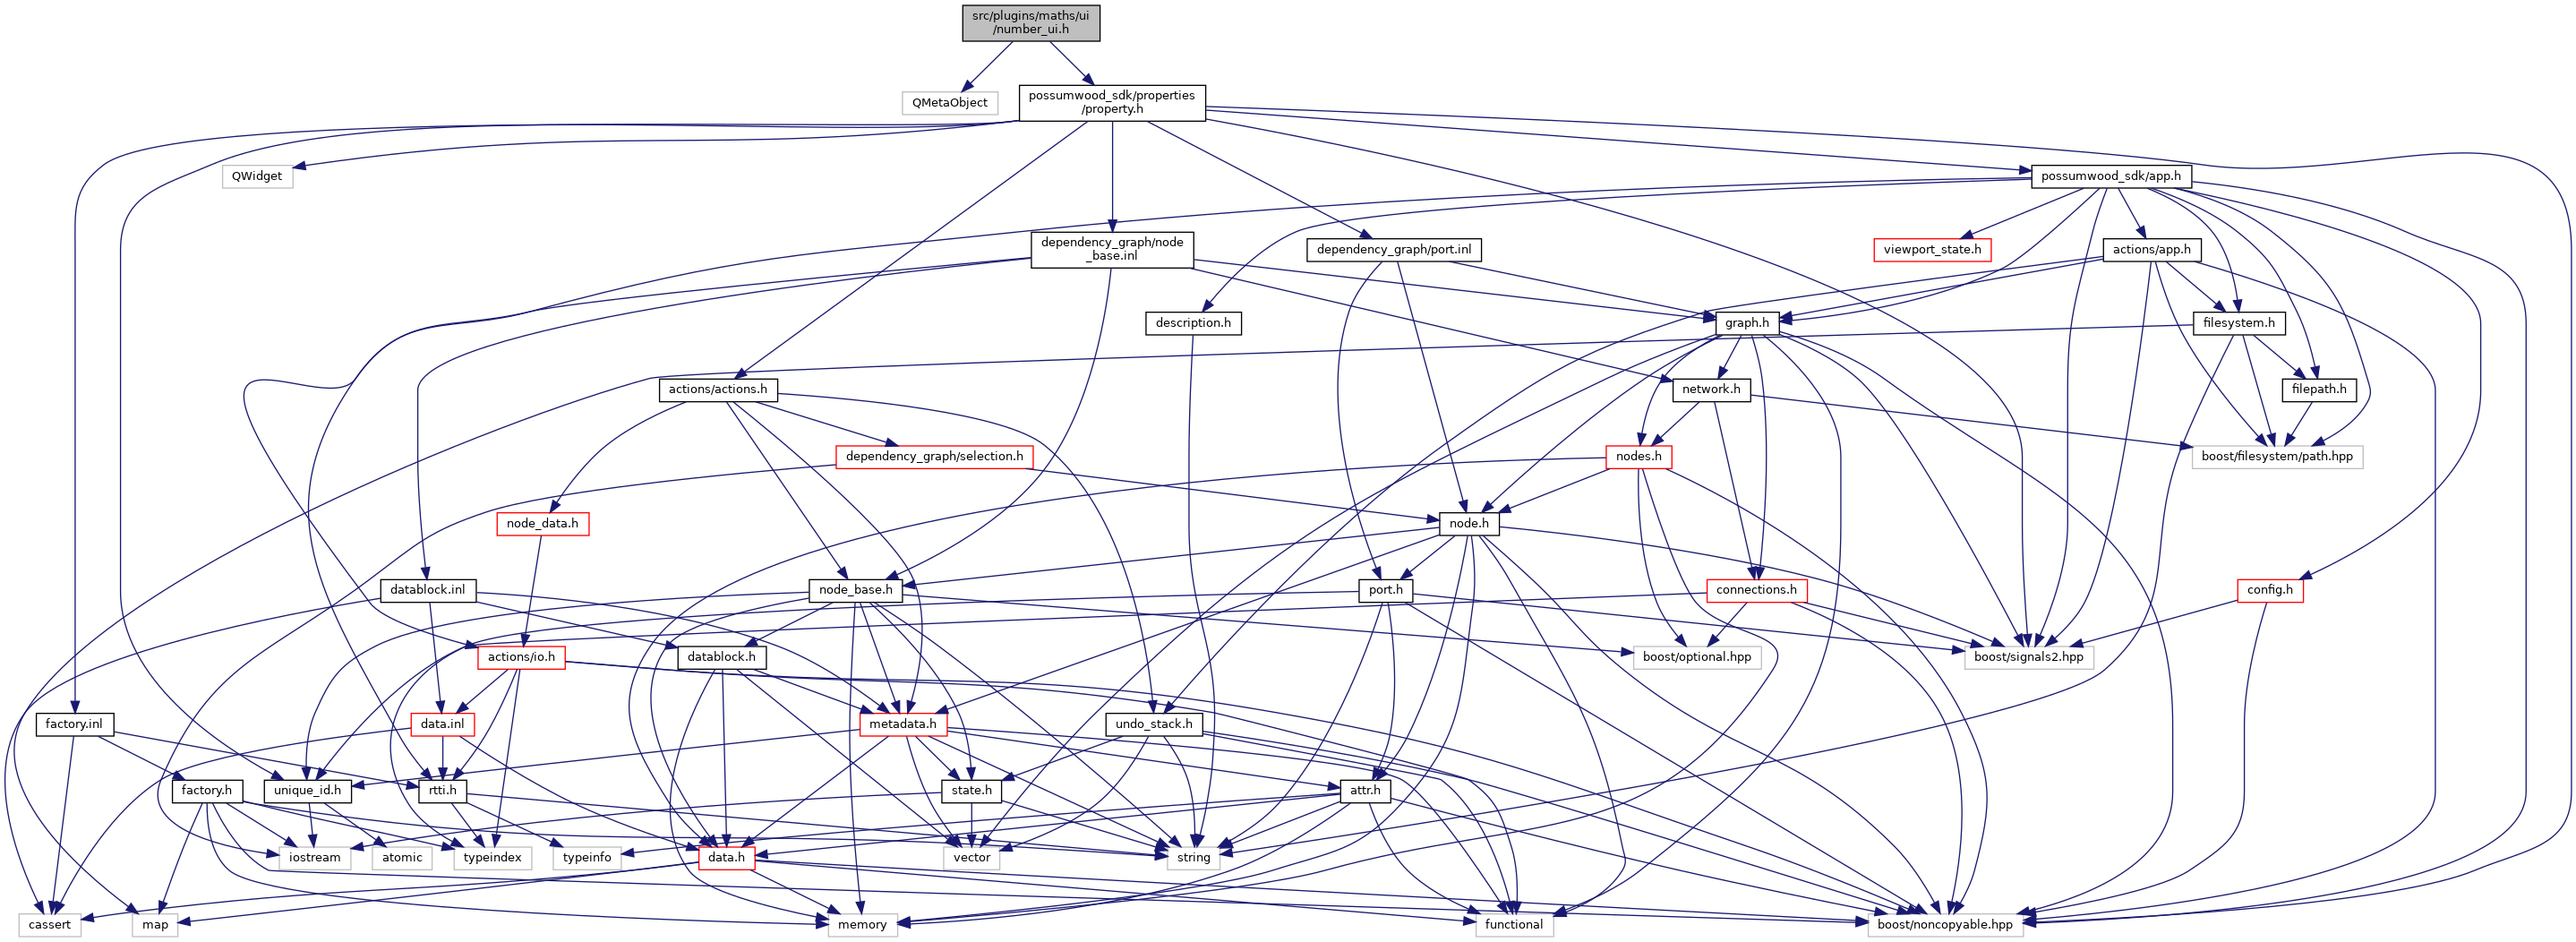 src/plugins/maths/ui
/number_ui.h
QMetaObject
possumwood_sdk/properties
/property.h
QWidget
possumwood_sdk/app.h
dependency_graph/node
_base.inl
dependency_graph/port.inl
viewport_state.h
actions/app.h
description.h
graph.h
filesystem.h
actions/actions.h
network.h
filepath.h
dependency_graph/selection.h
nodes.h
boost/filesystem/path.hpp
node_data.h
node.h
datablock.inl
node_base.h
port.h
connections.h
config.h
actions/io.h
datablock.h
boost/optional.hpp
boost/signals2.hpp
factory.inl
data.inl
metadata.h
undo_stack.h
factory.h
unique_id.h
rtti.h
state.h
attr.h
iostream
atomic
typeindex
typeinfo
data.h
vector
string
cassert
map
memory
functional
boost/noncopyable.hpp